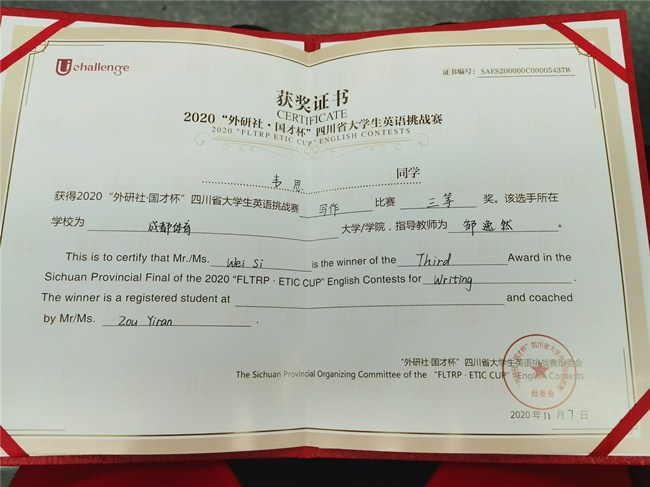 Uchallenge
证书编号：SAES200000C00005437B
获奖证书
CERTIFICATE
2020“外研社·国才杯”四川省大学生英语挑战赛
2020 “FLTRP ETIC CUP” ENGLISH CONTESTS
韦思 同学
获得2020“外研社·国才杯”四川省大学生英语挑战赛 写作 比赛 三等 奖。该选手所在
学校为 成都体育 大学/学院，指导教师为 邹逸然 。
This is to certify that Mr./Ms. Wei Si is the winner of the Third Award in the
Sichuan Provincial Final of the 2020 “FLTRP · ETIC CUP” English Contests for Writing .
The winner is a registered student at and coached
by Mr/Ms. Zou Yiran .
“外研社·国才杯”四川省大学生英语挑战赛组委会
The Sichuan Provincial Organizing Committee of the “FLTRP · ETIC CUP” English Contests
组委会
2020 年 11 月 7 日